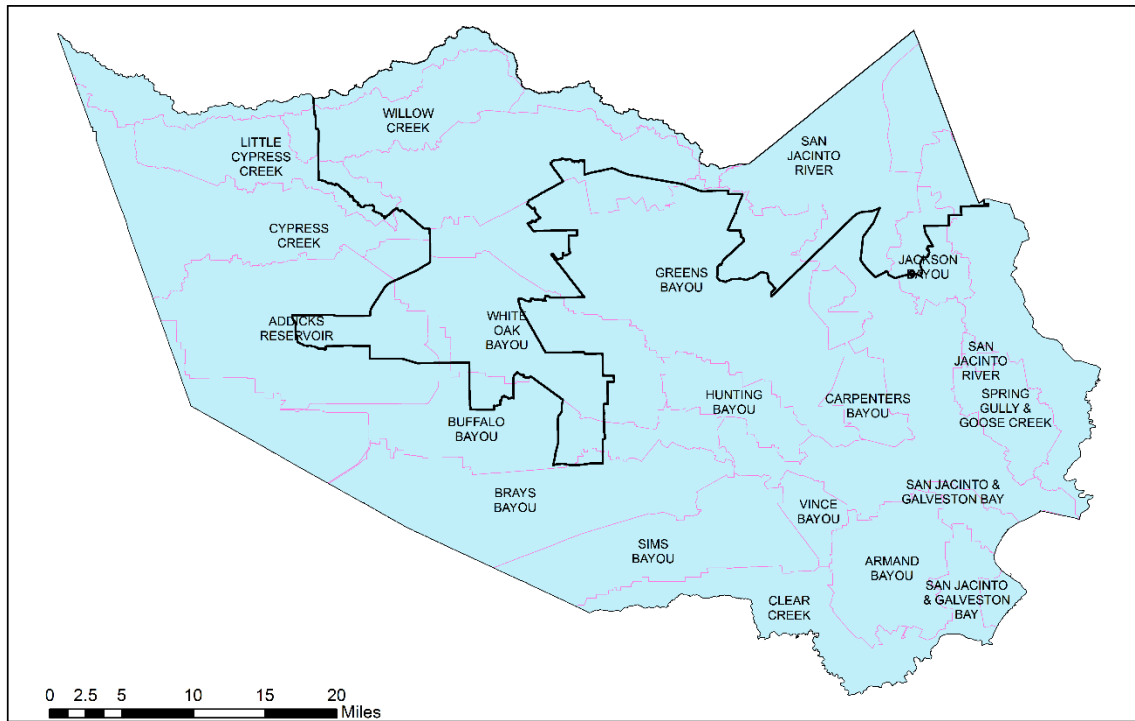 WILLOW
CREEK
LITTLE
CYPRESS
CREEK
SAN
JACINTO
RIVER
CYPRESS
CREEK
GREENS
BAYOU
JACKSON
BAYOU
ADDICKS
RESERVOIR
WHITE
OAK
BAYOU
SAN
JACINTO
RIVER
SPRING
GULLY &
GOOSE CREEK
HUNTING
BAYOU
CARPENTERS
BAYOU
BUFFALO
BAYOU
BRAYS
BAYOU
SAN JACINTO &
GALVESTON BAY
VINCE
BAYOU
SIMS
BAYOU
ARMAND
BAYOU
SAN JACINTO
& GALVESTON
BAY
CLEAR
CREEK
0 2.5 5 10 15 20
Miles